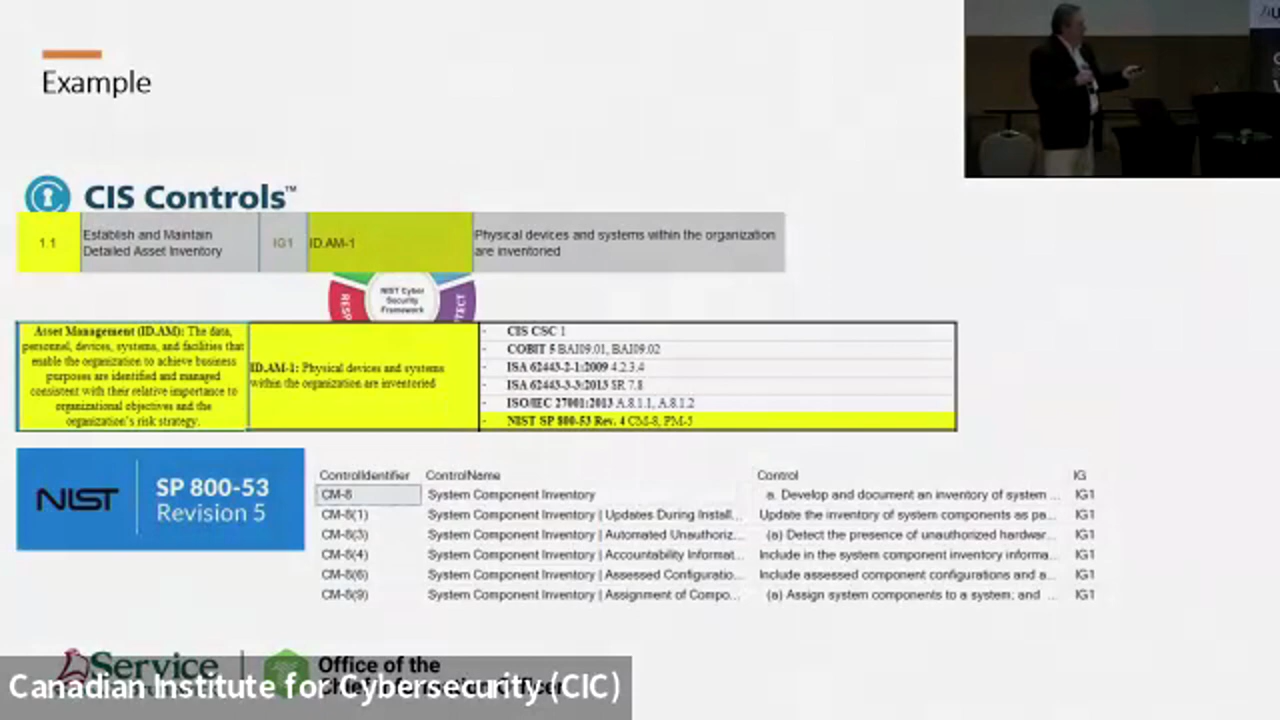 Example
CIS Controls™
1.1 Establish and Maintain Detailed Asset Inventory IG1 ID.AM-1 Physical devices and systems within the organization are inventoried
NIST Cyber
Security
Framework
Asset Management (ID.AM): The data,
personnel, devices, systems, and facilities that
enable the organization to achieve business
purposes are identified and managed
consistent with their relative importance to
organizational objectives and the
organization's risk strategy.
ID.AM-1: Physical devices and systems
within the organization are inventoried
- CIS CSC 1
- COBIT 5 BAI09.01, BAI09.02
- ISA 62443-2-1:2009 4.2.3.4
- ISA 62443-3-3:2013 SR 7.8
- ISO/IEC 27001:2013 A.8.1.1, A.8.1.2
- NIST SP 800-53 Rev. 4 CM-8, PM-5
NIST
SP 800-53
Revision 5
ControlIdentifier ControlName Control IG
CM-8 System Component Inventory a. Develop and document an inventory of system ... IG1
CM-8(1) System Component Inventory | Updates During Install... Update the inventory of system components as pa... IG1
CM-8(3) System Component Inventory | Automated Unauthoriz... (a) Detect the presence of unauthorized hardwar... IG1
CM-8(4) System Component Inventory | Accountability Informat... Include in the system component inventory informa... IG1
CM-8(6) System Component Inventory | Assessed Configuratio... Include assessed component configurations and a... IG1
CM-8(9) System Component Inventory | Assignment of Compo... (a) Assign system components to a system; and ... IG1
Service
Office of the
Canadian Institute for Cybersecurity (CIC)